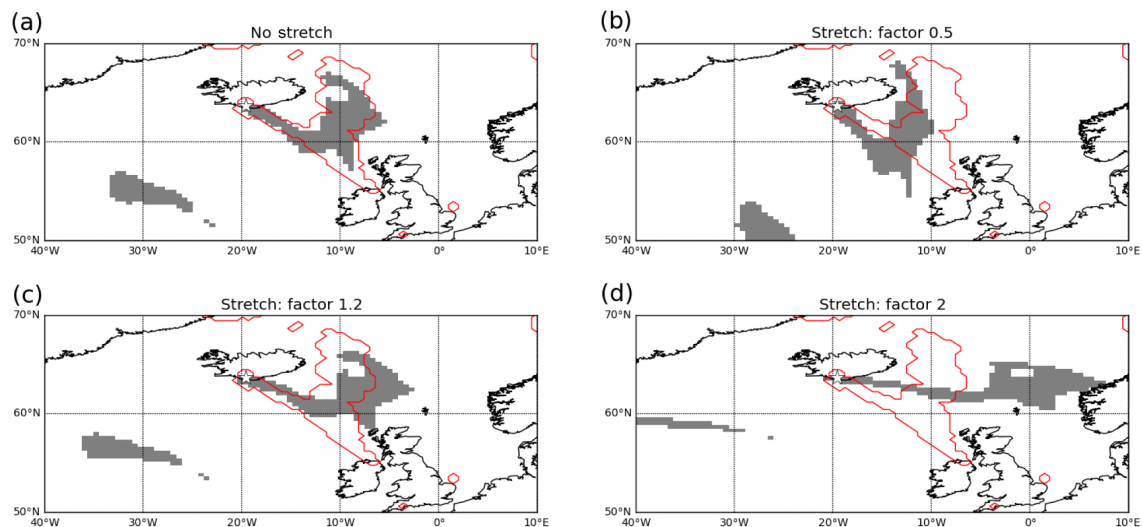 (a)
No stretch
70°N
60°N
50°N
40°W 30°W 20°W 10°W 0° 10°E
(b)
Stretch: factor 0.5
70°N
60°N
50°N
40°W 30°W 20°W 10°W 0° 10°E
(c)
Stretch: factor 1.2
70°N
60°N
50°N
40°W 30°W 20°W 10°W 0° 10°E
(d)
Stretch: factor 2
70°N
60°N
50°N
40°W 30°W 20°W 10°W 0° 10°E